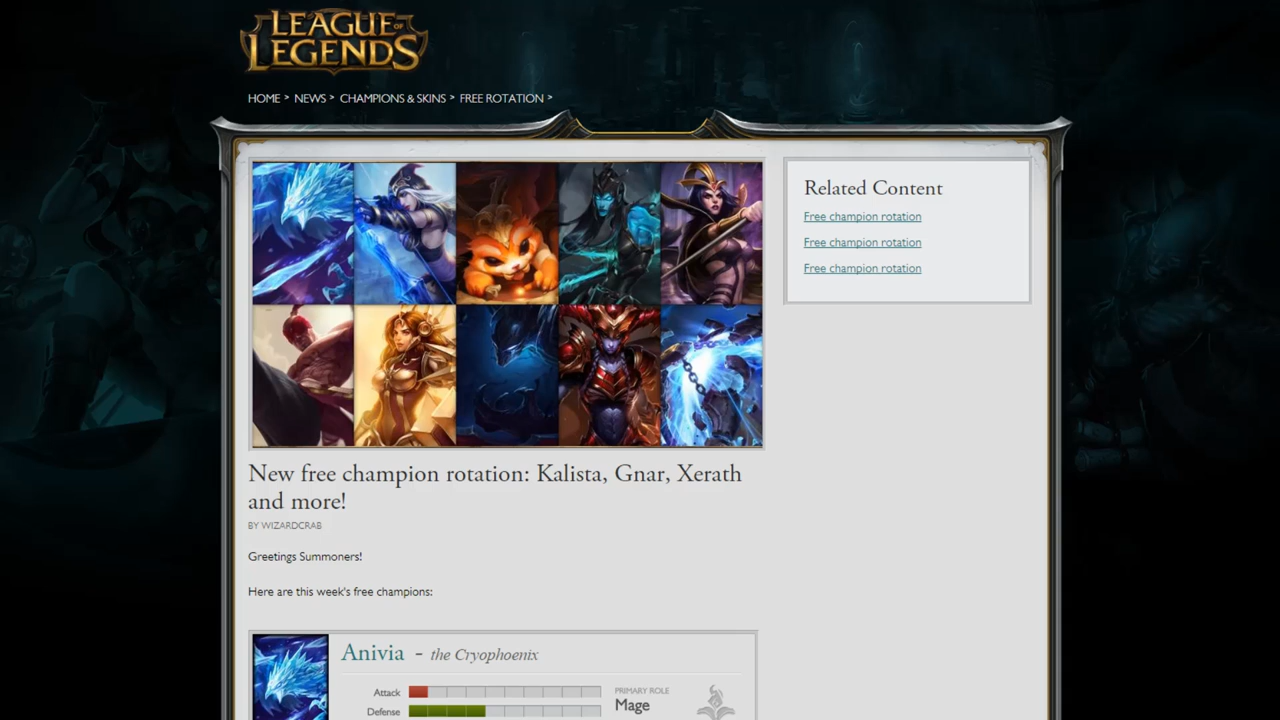 LEAGUE OF
LEGENDS
HOME > NEWS > CHAMPIONS & SKINS > FREE ROTATION >
Related Content
Free champion rotation
Free champion rotation
Free champion rotation
New free champion rotation: Kalista, Gnar, Xerath
and more!
BY WIZARDCRAB
Greetings Summoners!
Here are this week's free champions:
Anivia - the Cryophoenix
Attack
PRIMARY ROLE
Defense
Mage